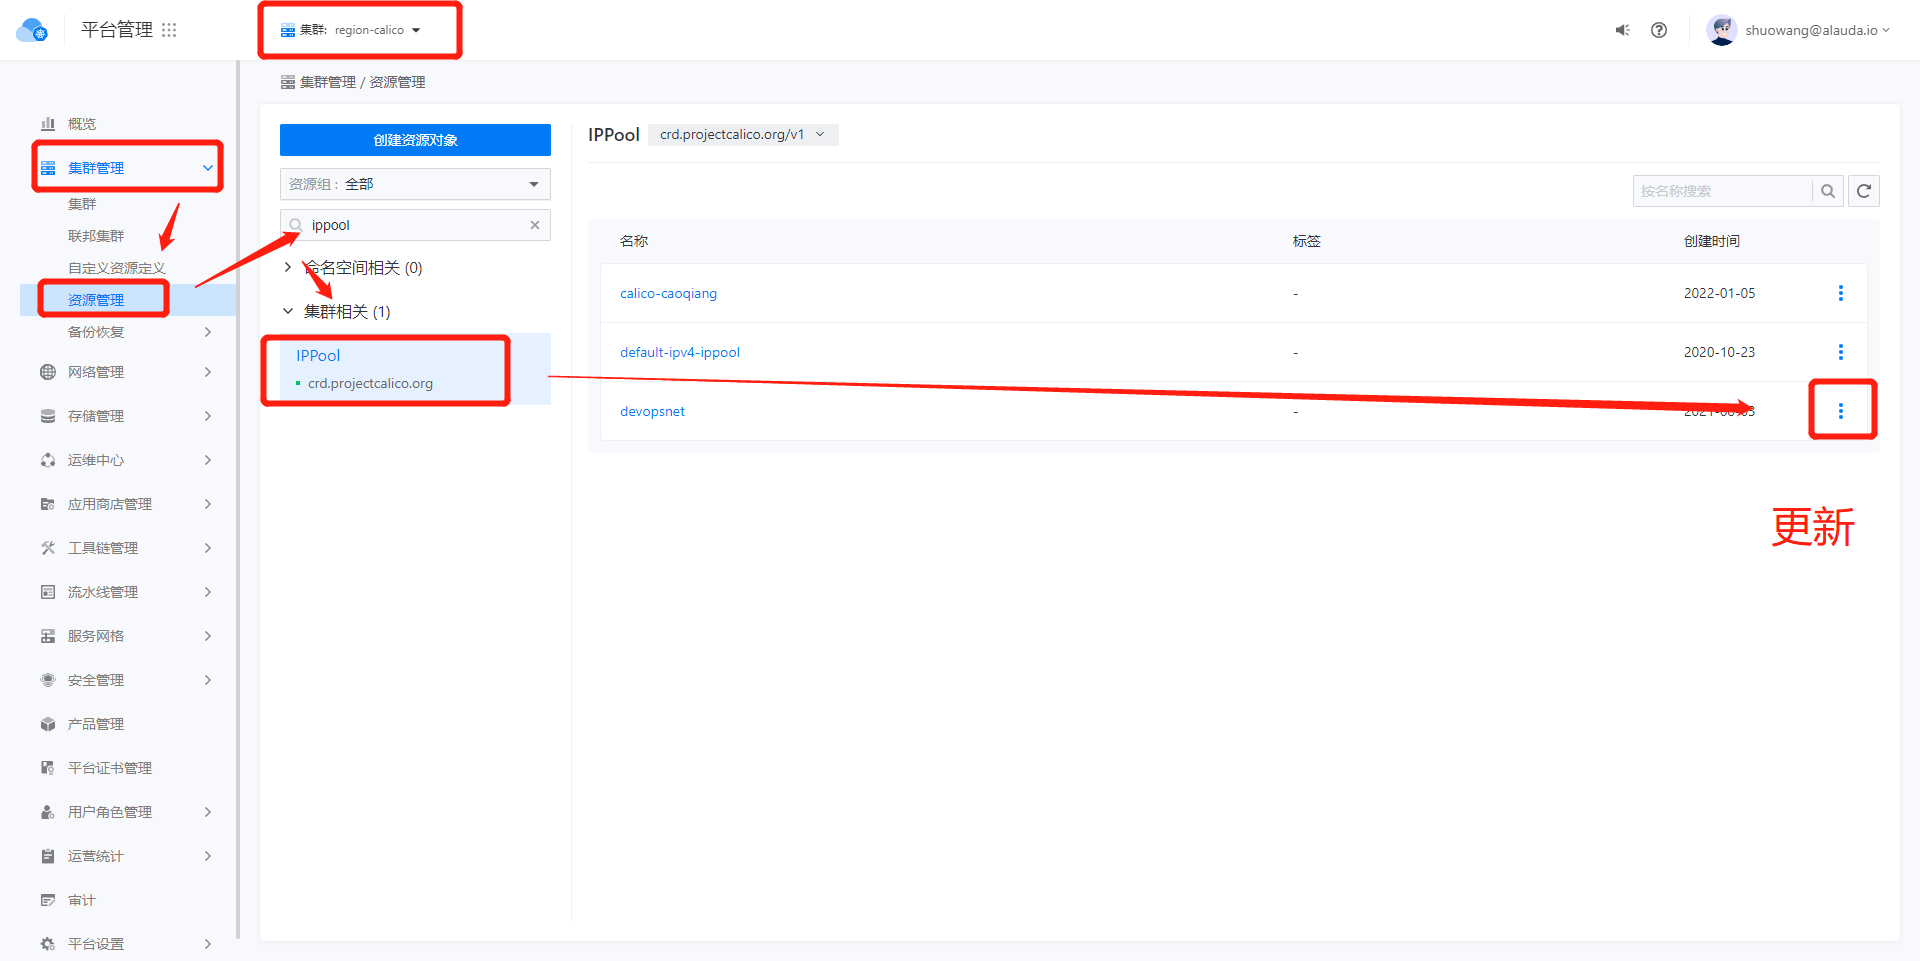 平台管理
集群: region-calico
shuowang@alauda.io
集群管理 / 资源管理
概览
集群管理
集群
联邦集群
自定义资源定义
资源管理
备份恢复
网络管理
存储管理
运维中心
应用商店管理
工具链管理
流水线管理
服务网格
安全管理
产品管理
平台证书管理
用户角色管理
运营统计
审计
平台设置
创建资源对象
资源组 : 全部
ippool
命名空间相关 (0)
集群相关 (1)
IPPool
crd.projectcalico.org
IPPool crd.projectcalico.org/v1
按名称搜索
名称 标签 创建时间
calico-caoqiang - 2022-01-05
default-ipv4-ippool - 2020-10-23
devopsnet -
更新